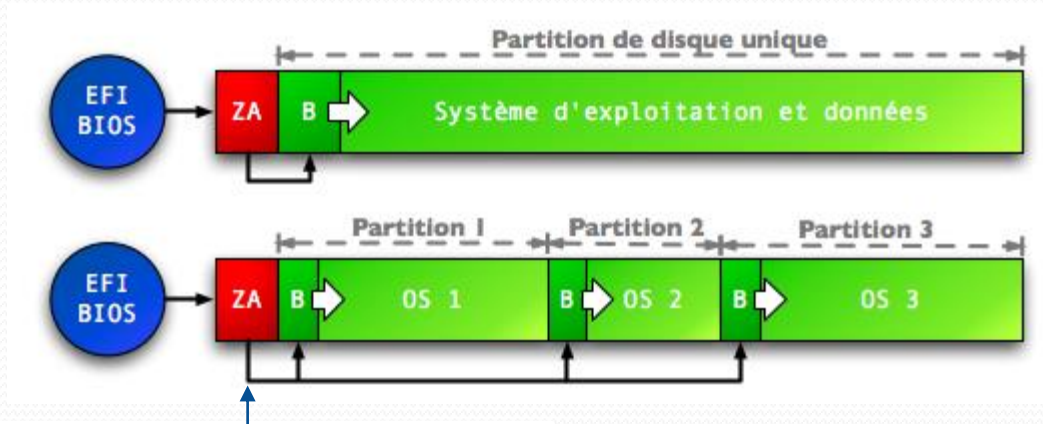 Partition de disque unique
EFI
BIOS
ZA
B
Système d'exploitation et données
Partition 1
Partition 2
Partition 3
EFI
BIOS
ZA
B
OS 1
B
OS 2
B
OS 3